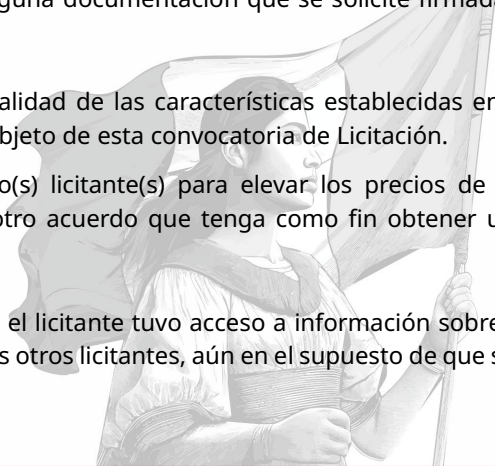 guna documentación que se solicite firmada
alidad de las características establecidas en
bjeto de esta convocatoria de Licitación.
o(s) licitante(s) para elevar los precios de
otro acuerdo que tenga como fin obtener u
el licitante tuvo acceso a información sobre
s otros licitantes, aún en el supuesto de que s